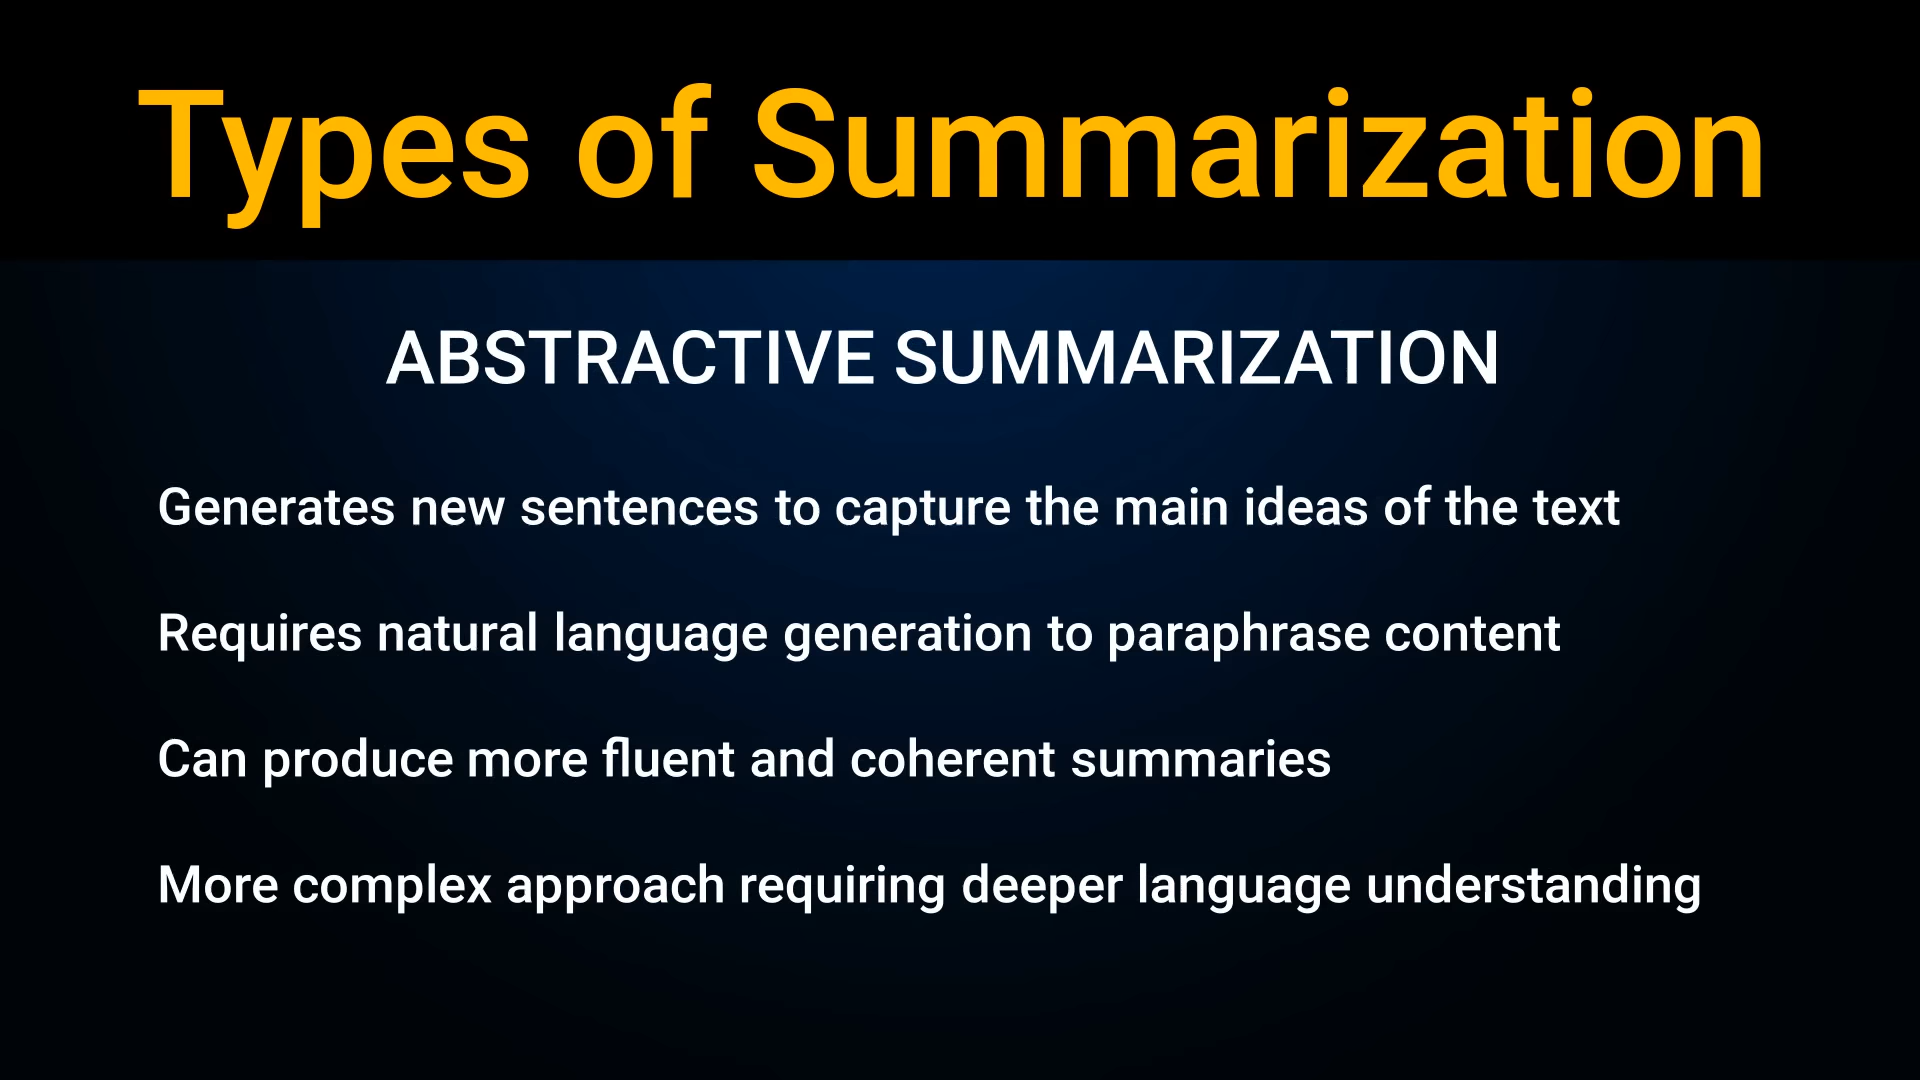 Types of Summarization
ABSTRACTIVE SUMMARIZATION
Generates new sentences to capture the main ideas of the text
Requires natural language generation to paraphrase content
Can produce more fluent and coherent summaries
More complex approach requiring deeper language understanding